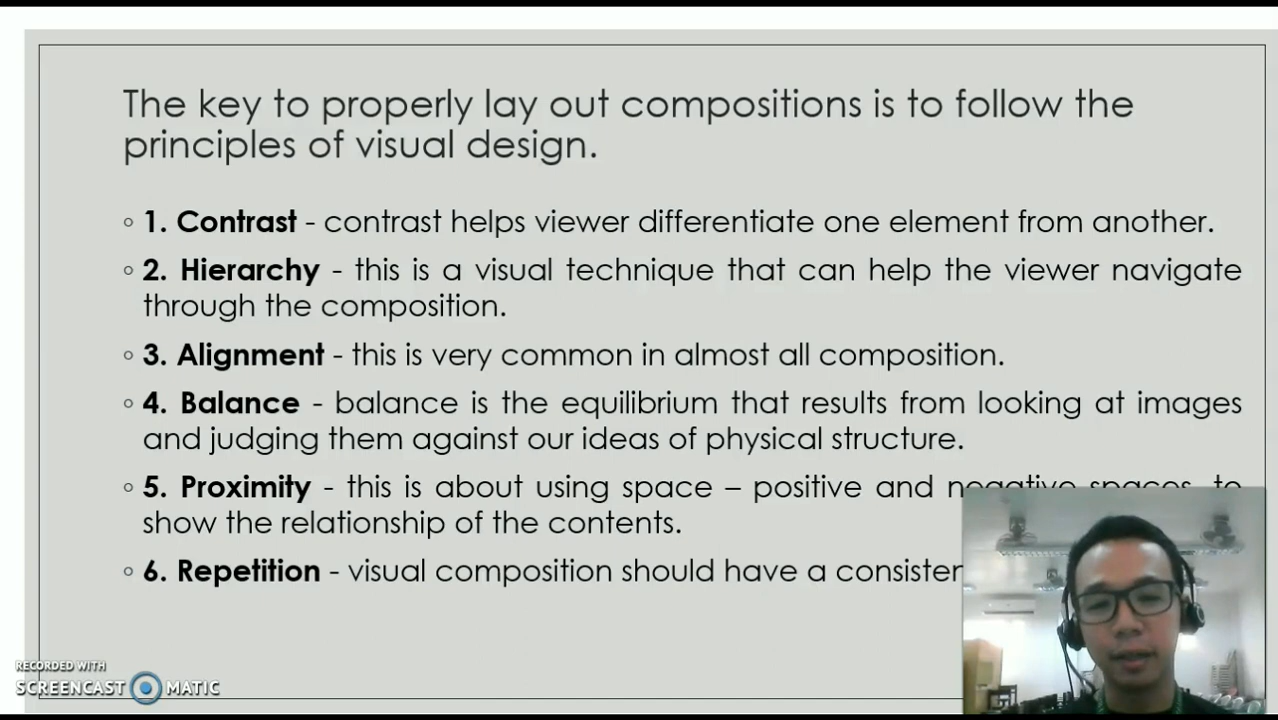 The key to properly lay out compositions is to follow the
principles of visual design.
1. Contrast - contrast helps viewer differentiate one element from another.
2. Hierarchy - this is a visual technique that can help the viewer navigate
through the composition.
3. Alignment - this is very common in almost all composition.
4. Balance - balance is the equilibrium that results from looking at images
and judging them against our ideas of physical structure.
5. Proximity - this is about using space – positive and negative spaces, to
show the relationship of the contents.
6. Repetition - visual composition should have a
RECORDED WITH
SCREENCAST MATIC